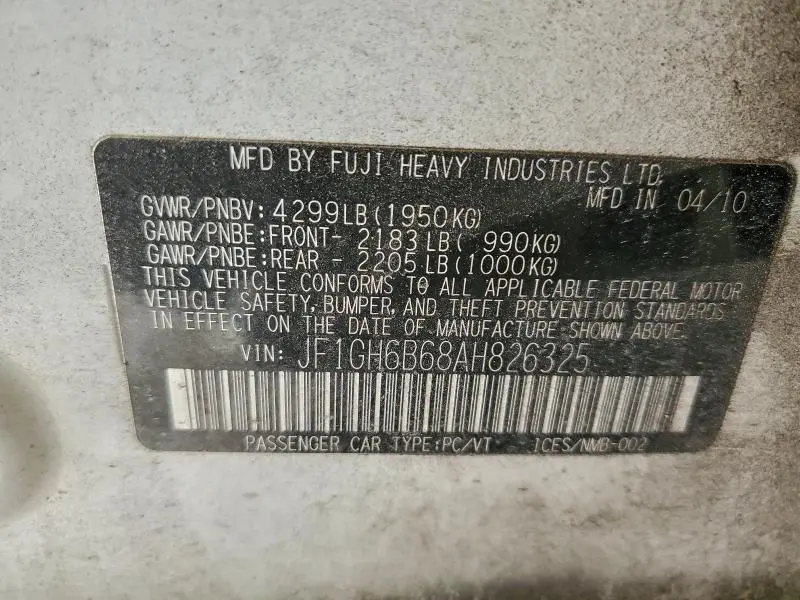 MFD BY FUJI HEAVY INDUSTRIES LTD.
MFD IN 04/10
GVWR/PNBV: 4299LB (1950KG)
GAWR/PNBE:FRONT- 2183 LB ( 990KG)
GAWR/PNBE:REAR - 2205 LB (1000KG)
THIS VEHICLE CONFORMS TO ALL APPLICABLE FEDERAL MOTOR
VEHICLE SAFETY, BUMPER, AND THEFT PREVENTION STANDARDS
IN EFFECT ON THE DATE OF MANUFACTURE SHOWN ABOVE.
VIN: JF1GH6B68AH826325
PASSENGER CAR TYPE:PC/VT ICES/NMB-002